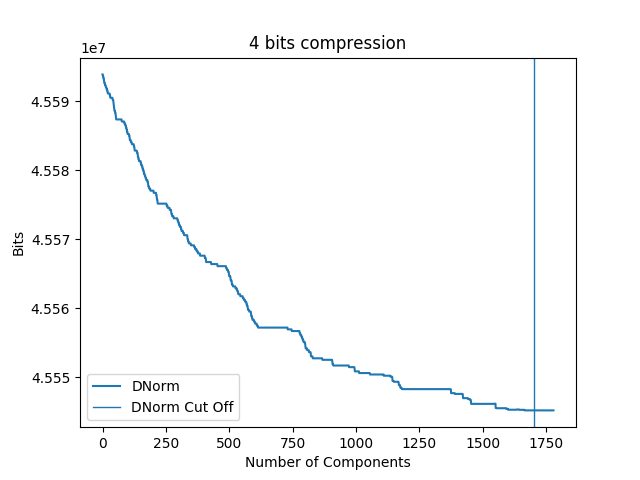 4 bits compression
1e7
4.559
4.558
4.557
4.556
4.555
Bits
DNorm
DNorm Cut Off
0 250 500 750 1000 1250 1500 1750
Number of Components